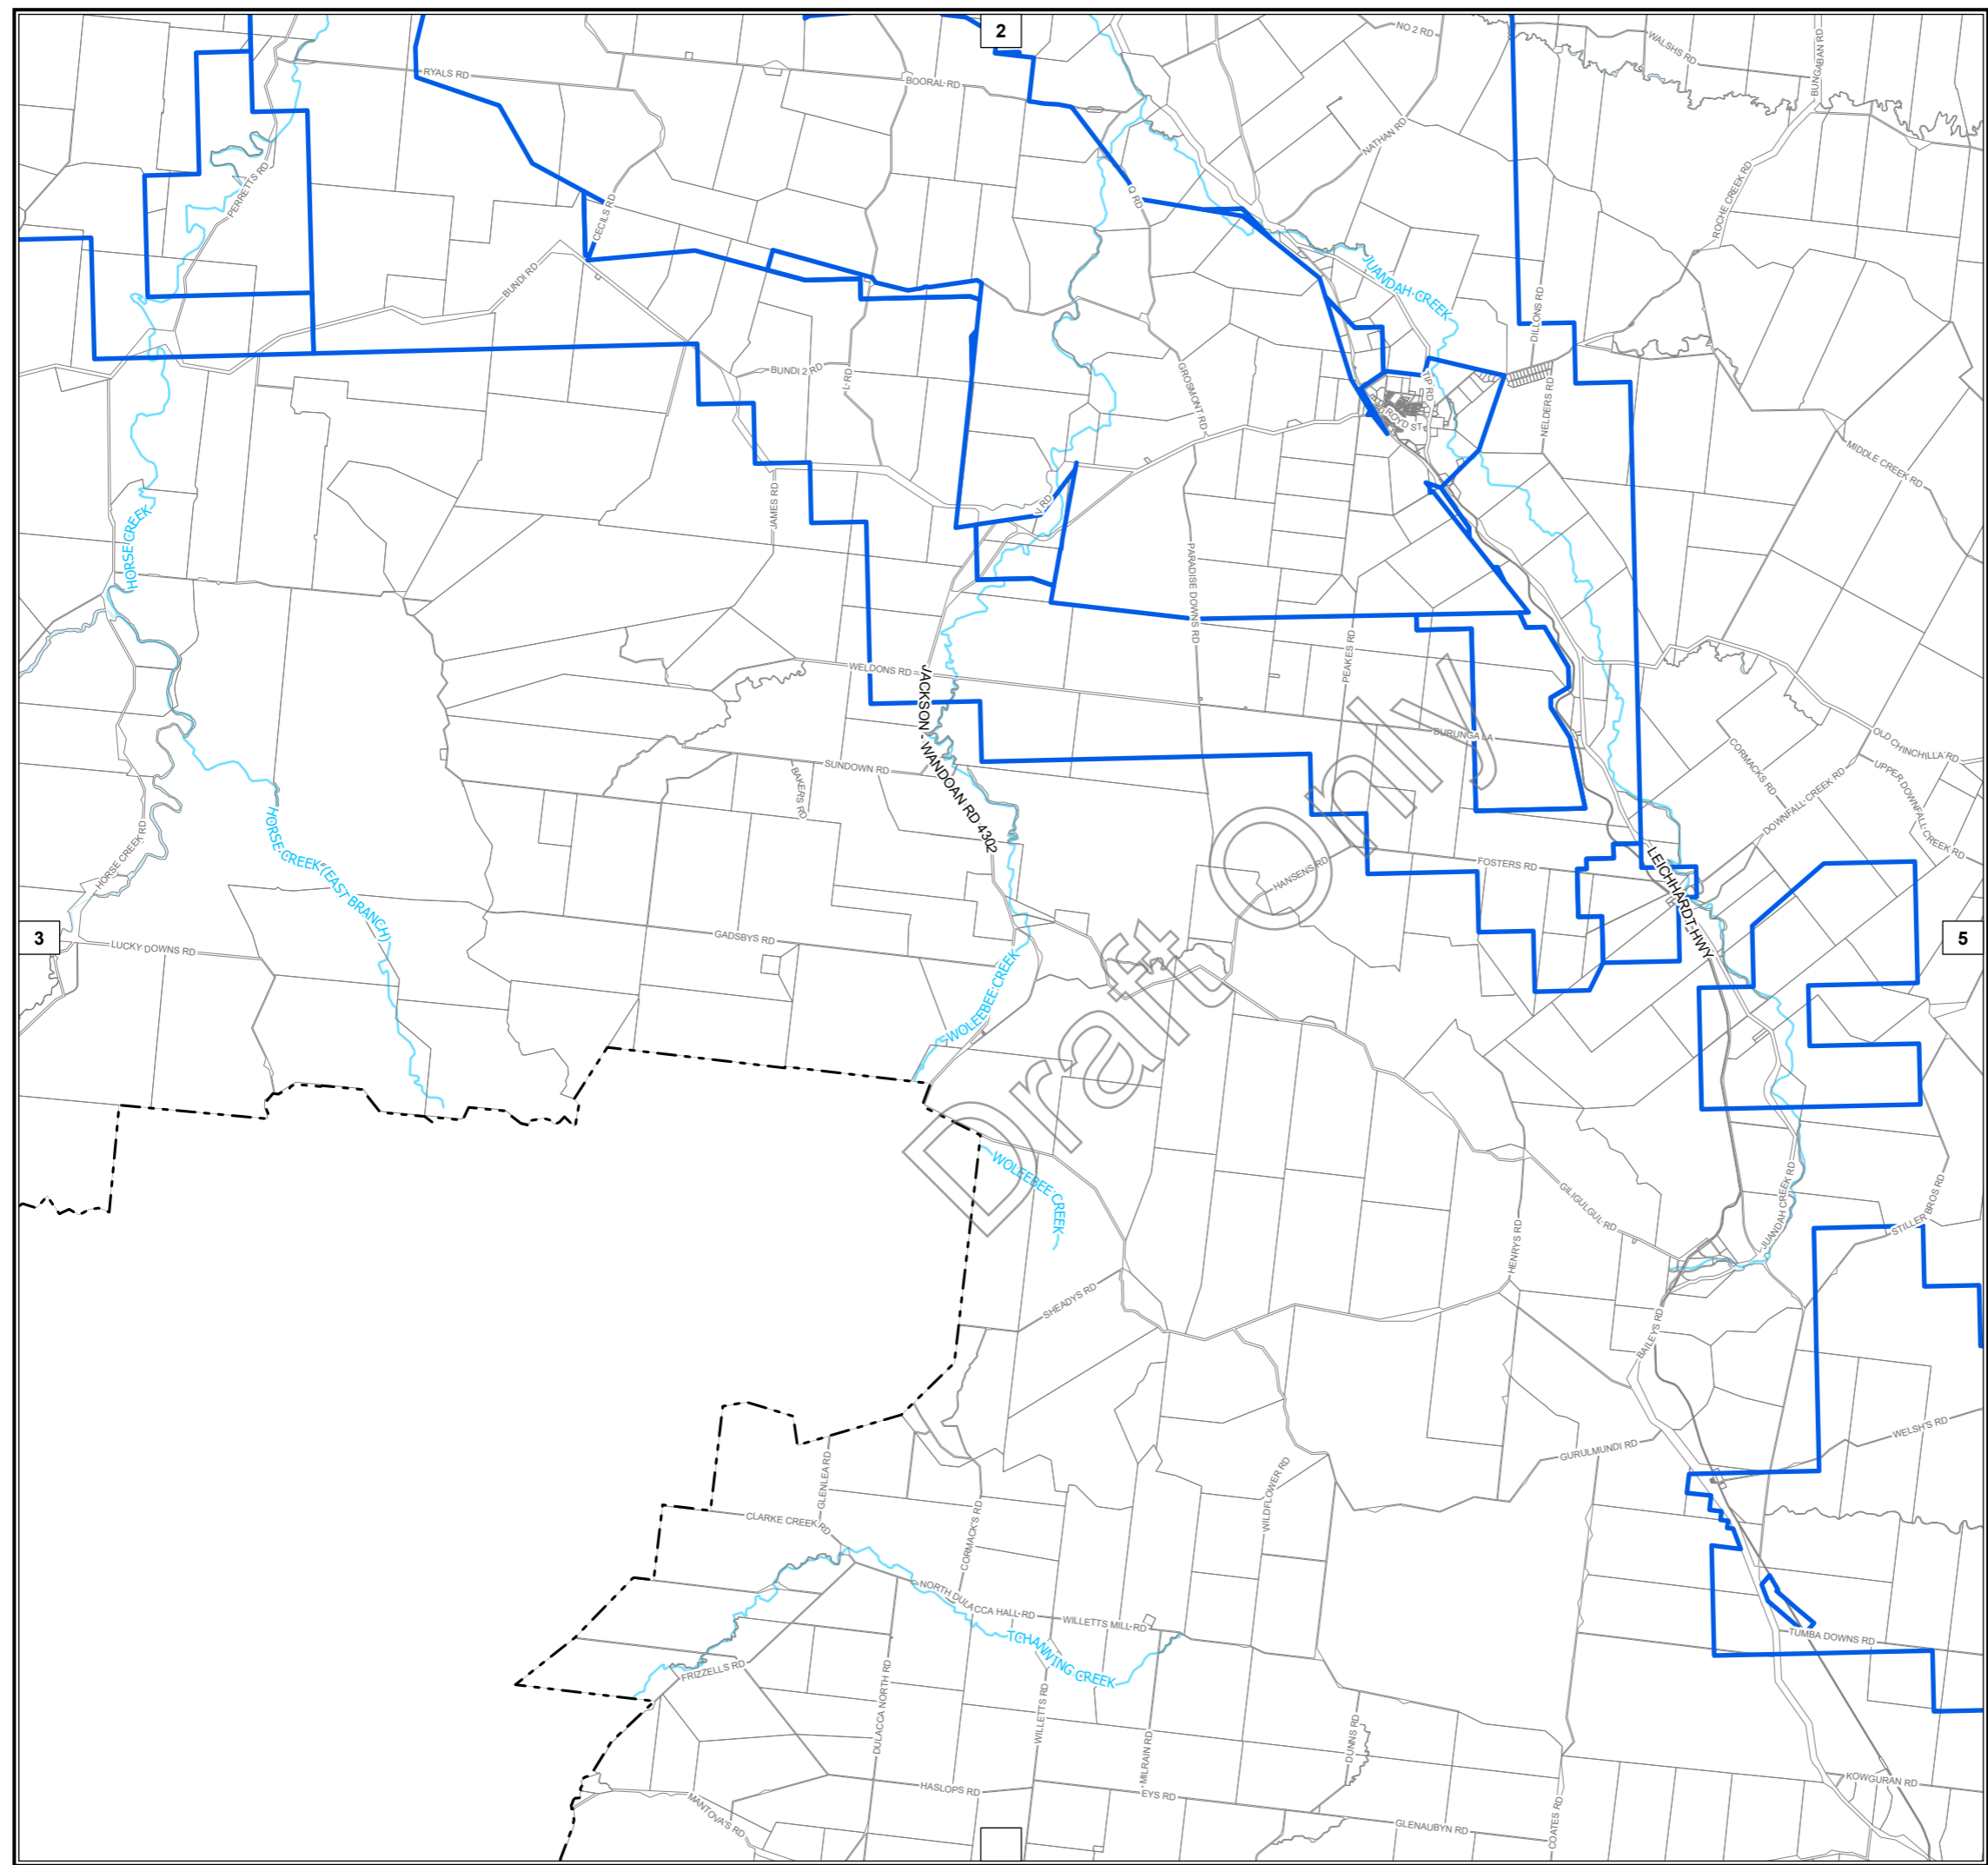 2
NO 2 RD
WALSHS RD
BUNGABAN RD
RYALS RD
BOORAL RD
NATHAN RD
PERRETTS RD
CECILS RD
Q RD
ROCHE CREEK RD
BUNDI RD
JUANDAH CREEK
DILLONS RD
BUNDI 2 RD
L RD
GROSMONT RD
TIP RD
ROYD ST
NELDERS RD
MIDDLE CREEK RD
HORSE CREEK
JAMES RD
V RD
PARADISE DOWNS RD
PEAKES RD
WELDONS RD
JACKSON - WANDOAN RD 4302
BURUNGA LA
OLD CHINCHILLA RD
CORMACKS RD
UPPER DOWNFALL CREEK RD
DOWNFALL CREEK RD
SUNDOWN RD
BAKERS RD
HORSE CREEK RD
HORSE CREEK (EAST BRANCH)
HANSENS RD
FOSTERS RD
LEICHHARDT HWY
3
LUCKY DOWNS RD
GADSBYS RD
5
WOLEEBEE CREEK
Draft Only
WOLEEBEE CREEK
GILIGULGUL RD
JUANDAH CREEK RD
STILLER BROS RD
HENRYS RD
SHEADYS RD
BAILEYS RD
WELSH'S RD
GURULMUNDI RD
GLENLEA RD
CLARKE CREEK RD
CORMACK'S RD
WILDFLOWER RD
NORTH DULACCA HALL RD
WILLETTS MILL RD
TCHANNING CREEK
TUMBA DOWNS RD
FRIZZELLS RD
DULACCA NORTH RD
WILLETTS RD
MILRAIN RD
DUNNS RD
HASLOPS RD
EYS RD
KOWGURAN RD
MANTOVA'S RD
GLENAUBYN RD
COATES RD